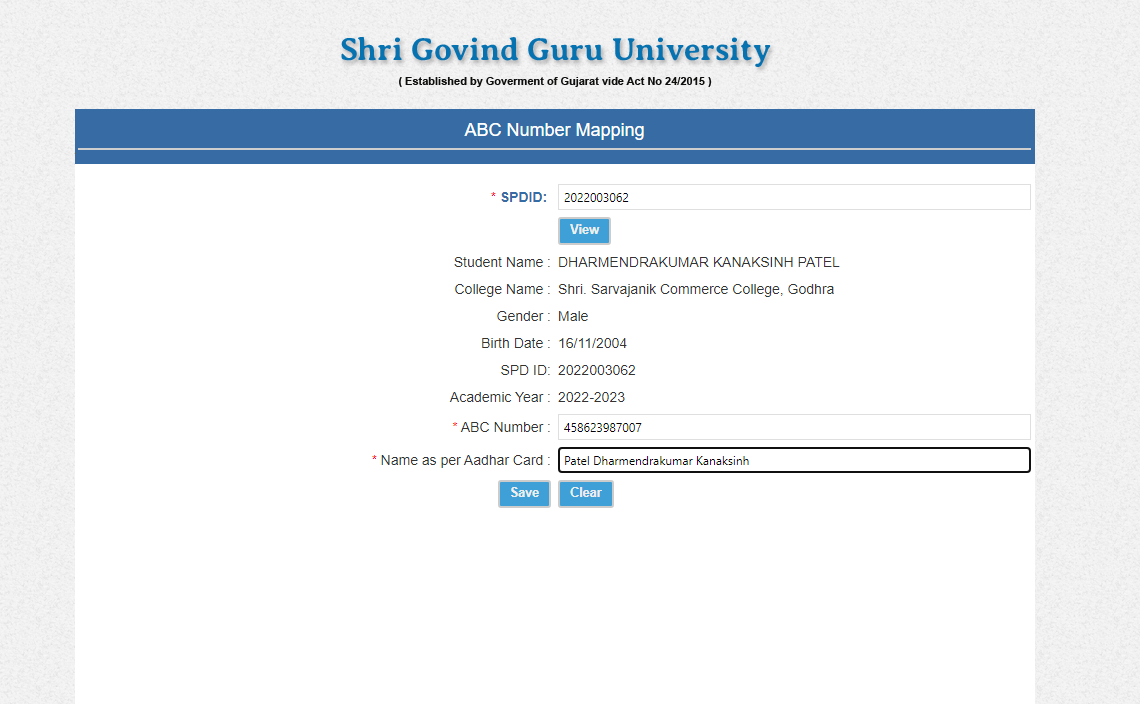 Shri Govind Guru University
( Established by Goverment of Gujarat vide Act No 24/2015 )
ABC Number Mapping
* SPDID: 2022003062
View
Student Name : DHARMENDRAKUMAR KANAKSINH PATEL
College Name : Shri. Sarvajanik Commerce College, Godhra
Gender : Male
Birth Date : 16/11/2004
SPD ID: 2022003062
Academic Year : 2022-2023
* ABC Number : 458623987007
* Name as per Aadhar Card : Patel Dharmendrakumar Kanaksinh
Save Clear